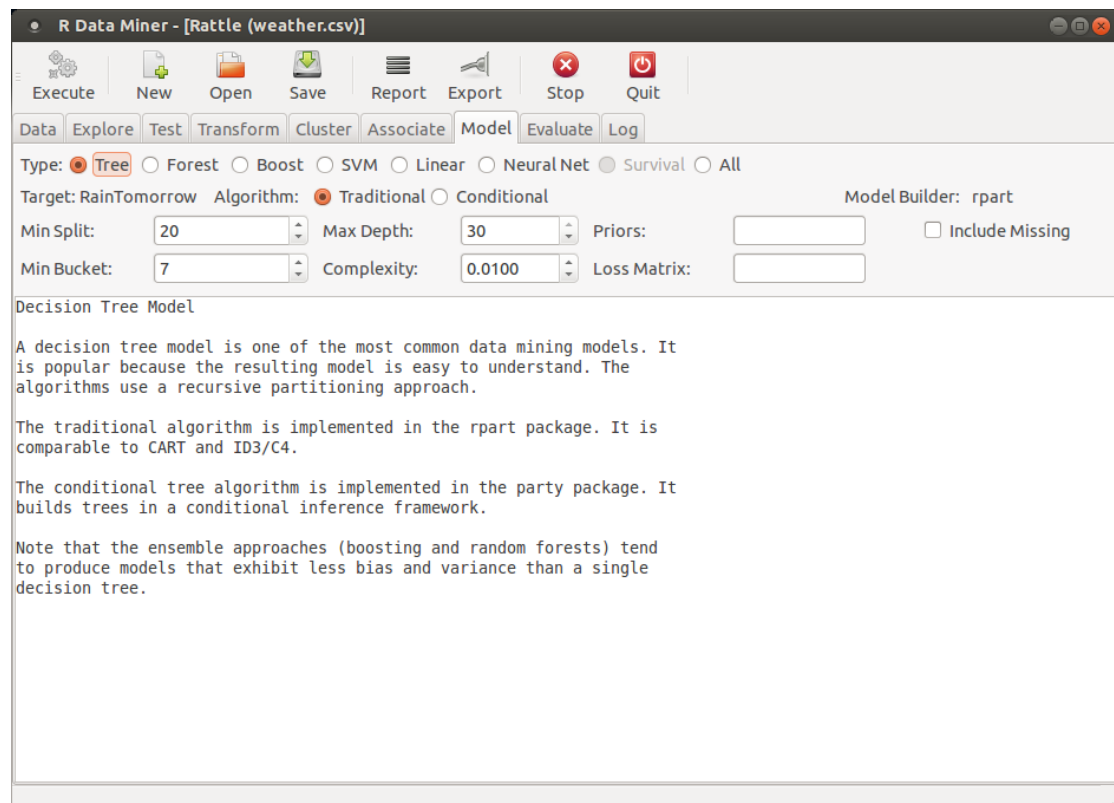 R Data Miner - [Rattle (weather.csv)]
Execute New Open Save Report Export Stop Quit
Data Explore Test Transform Cluster Associate Model Evaluate Log
Type: Tree Forest Boost SVM Linear Neural Net Survival All
Target: RainTomorrow Algorithm: Traditional Conditional Model Builder: rpart
Min Split: 20 Max Depth: 30 Priors: Include Missing
Min Bucket: 7 Complexity: 0.0100 Loss Matrix:
Decision Tree Model
A decision tree model is one of the most common data mining models. It
is popular because the resulting model is easy to understand. The
algorithms use a recursive partitioning approach.
The traditional algorithm is implemented in the rpart package. It is
comparable to CART and ID3/C4.
The conditional tree algorithm is implemented in the party package. It
builds trees in a conditional inference framework.
Note that the ensemble approaches (boosting and random forests) tend
to produce models that exhibit less bias and variance than a single
decision tree.